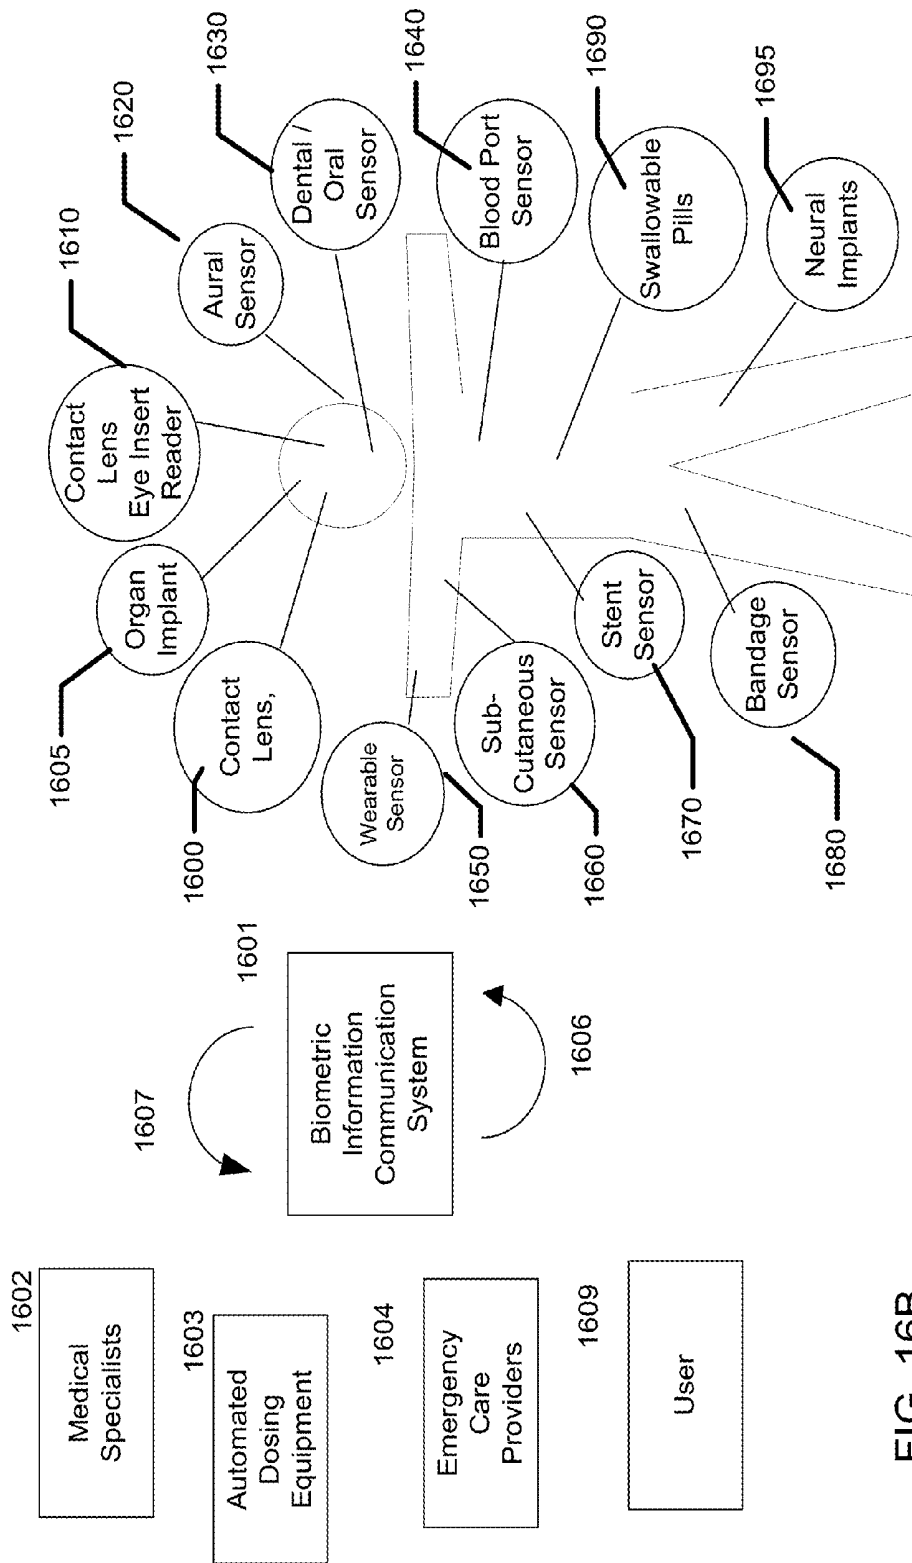 1602
Medical
Specialists
1603
Automated
Dosing
Equipment
1604
Emergency
Care
Providers
1609
User
1607
1601
Biometric
Information
Communication
System
1606
1605
Organ
Implant
1600
Contact
Lens,
1610
Contact
Lens
Eye Insert
Reader
1620
Aural
Sensor
1630
Dental /
Oral
Sensor
1640
Blood Port
Sensor
1690
Swallowable
Pills
1695
Neural
Implants
1650
Wearable
Sensor
1660
Sub-
Cutaneous
Sensor
1670
Stent
Sensor
1680
Bandage
Sensor
FIG. 16B